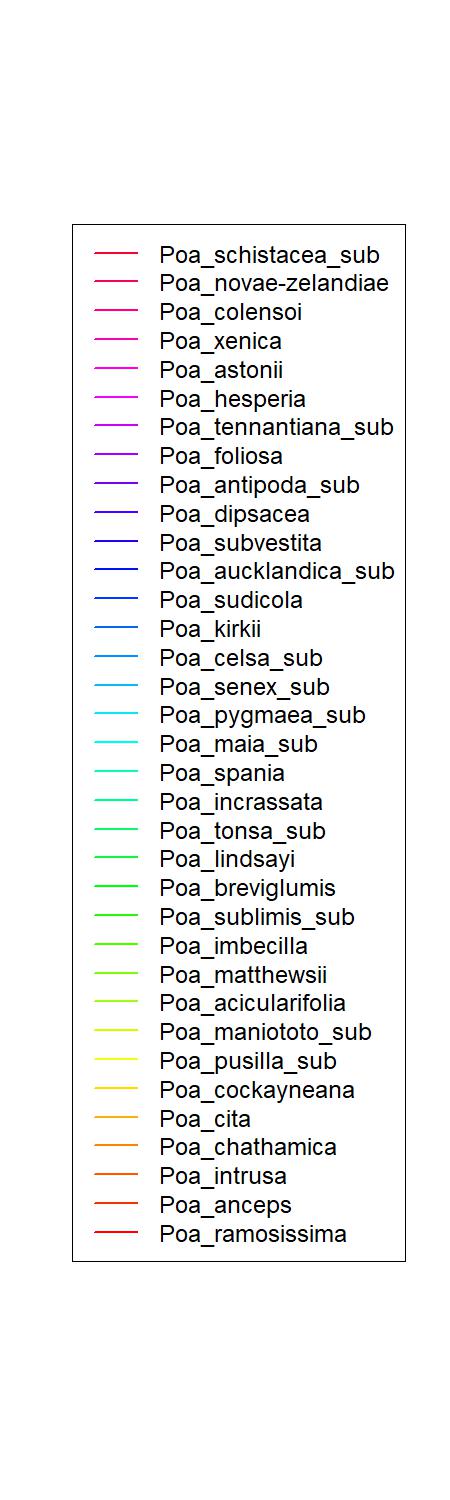 Poa_schistacea_sub
Poa_novae-zelandiae
Poa_colensoi
Poa_xenica
Poa_astonii
Poa_hesperia
Poa_tennantiana_sub
Poa_foliosa
Poa_antipoda_sub
Poa_dipsacea
Poa_subvestita
Poa_aucklandica_sub
Poa_sudicola
Poa_kirkii
Poa_celsa_sub
Poa_senex_sub
Poa_pygmaea_sub
Poa_maia_sub
Poa_spania
Poa_incrassata
Poa_tonsa_sub
Poa_lindsayi
Poa_breviglumis
Poa_sublimis_sub
Poa_imbecilla
Poa_matthewsii
Poa_acicularifolia
Poa_maniototo_sub
Poa_pusilla_sub
Poa_cockayneana
Poa_cita
Poa_chathamica
Poa_intrusa
Poa_anceps
Poa_ramosissima